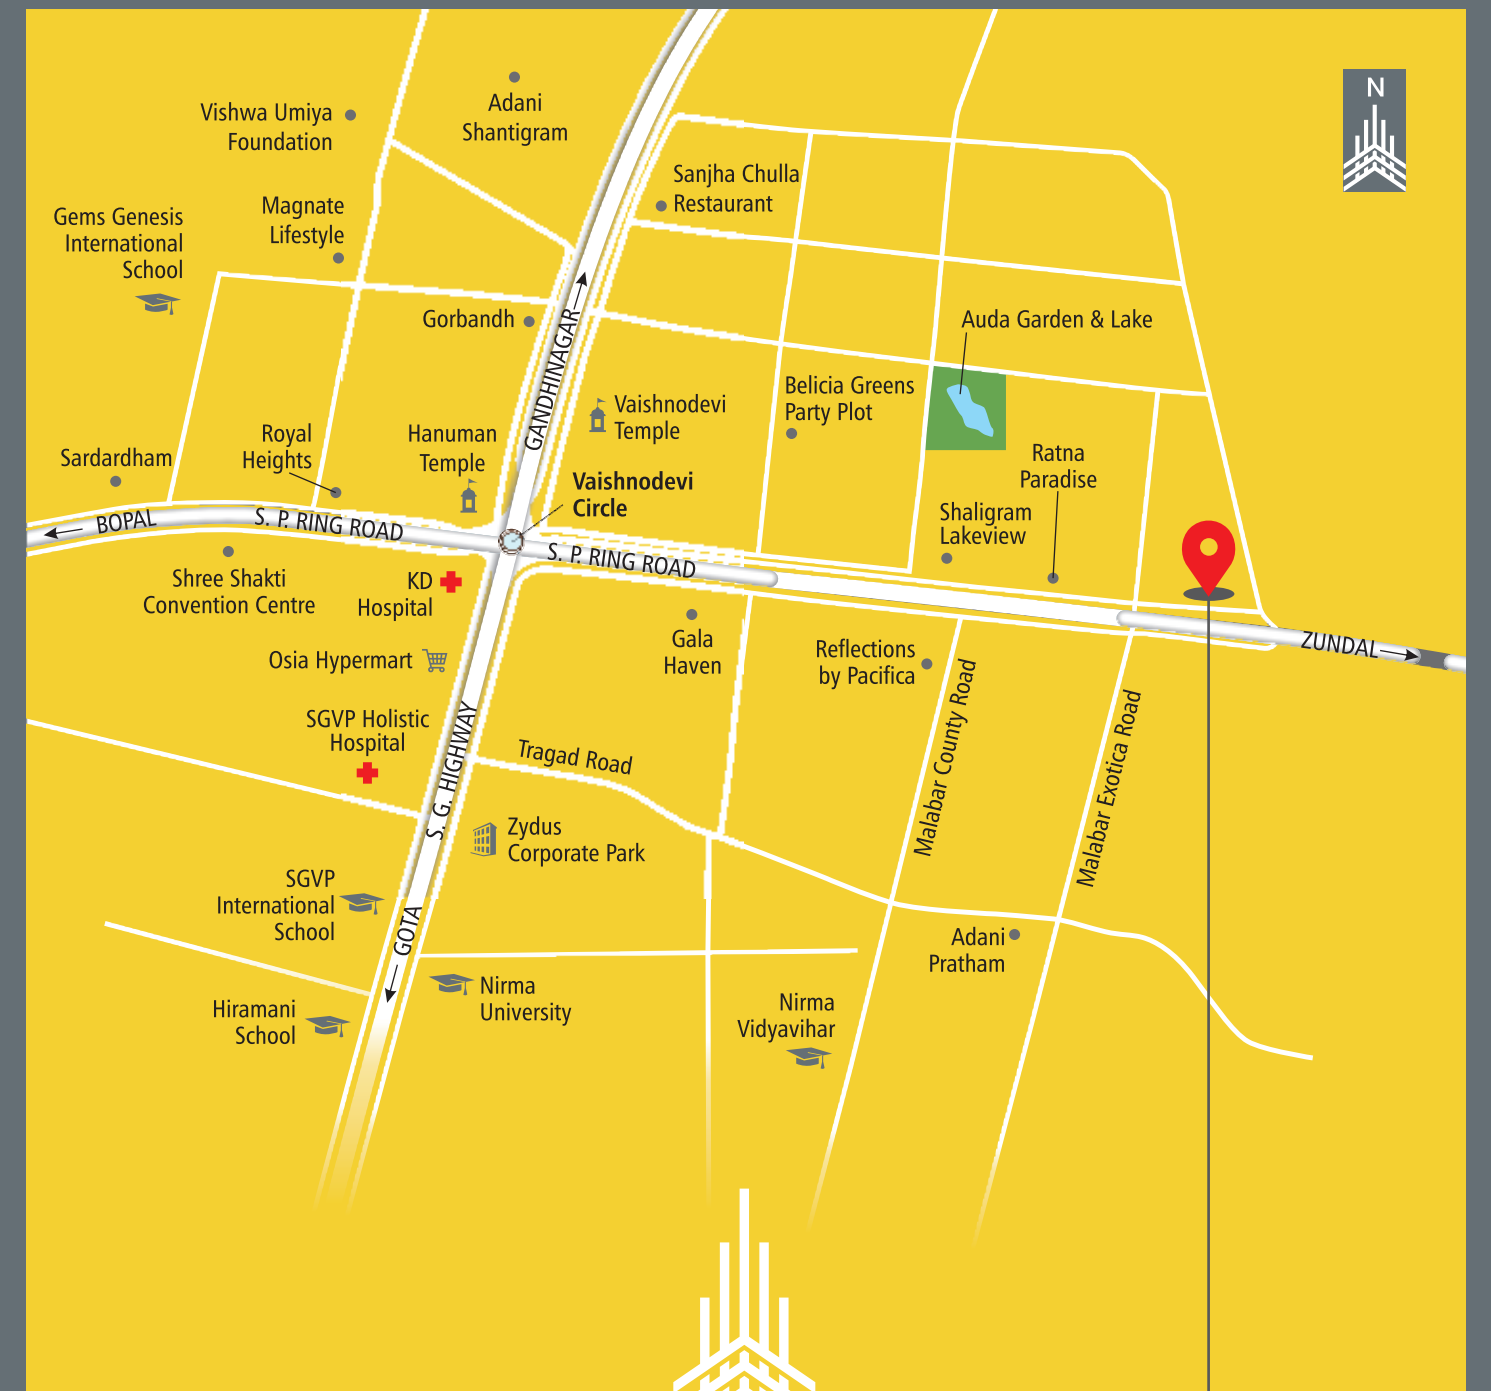 N
Adani
Shantigram
Vishwa Umiya
Foundation
Sanjha Chulla
Restaurant
Magnate
Lifestyle
Gems Genesis
International
School
Gorbandh
GANDHINAGAR
Auda Garden & Lake
Belicia Greens
Party Plot
Vaishnodevi
Temple
Hanuman
Temple
Royal
Heights
Sardardham
Vaishnodevi
Circle
Ratna
Paradise
Shaligram
Lakeview
BOPAL
S. P. RING ROAD
S. P. RING ROAD
Shree Shakti
Convention Centre
KD
Hospital
Gala
Haven
Reflections
by Pacifica
ZUNDAL
Osia Hypermart
SGVP Holistic
Hospital
S. G. HIGHWAY
Tragad Road
Malabar County Road
Malabar Exotica Road
Zydus
Corporate Park
SGVP
International
School
GOTA
Adani
Pratham
Nirma
University
Nirma
Vidyavihar
Hiramani
School